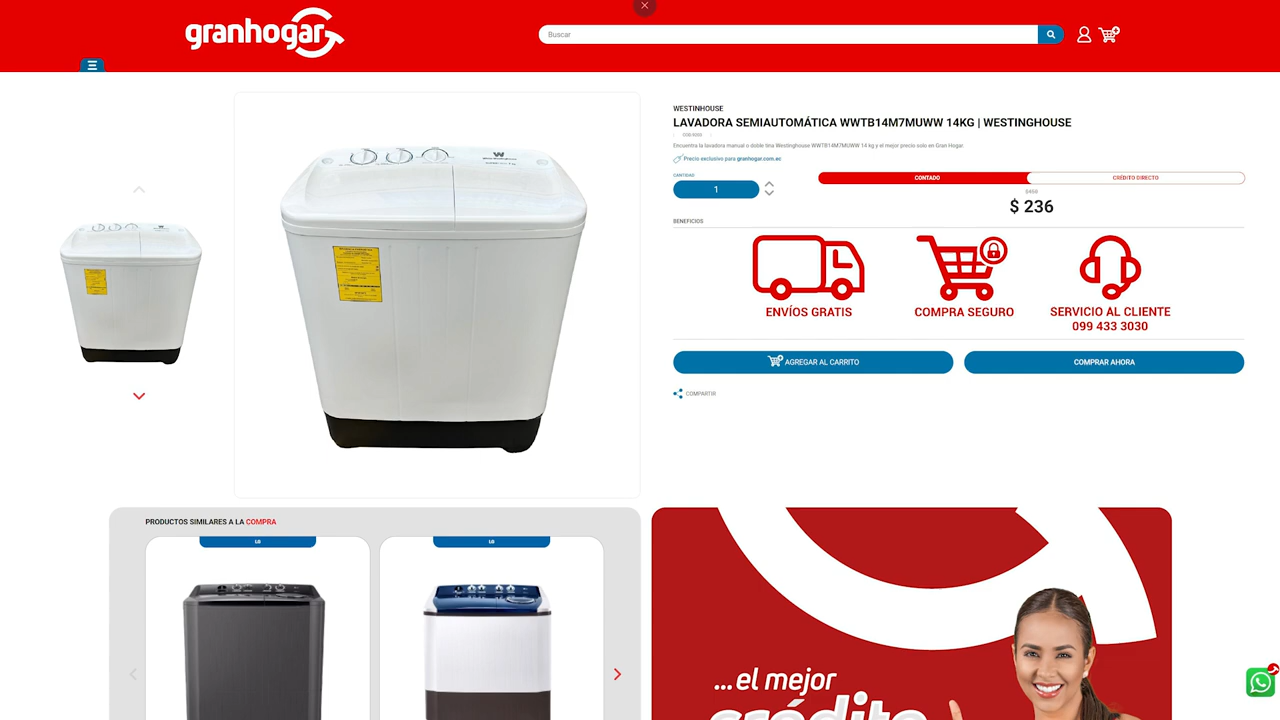 granhogar
Buscar
WESTINHOUSE
LAVADORA SEMIAUTOMÁTICA WWTB14M7MUWW 14KG | WESTINGHOUSE
Encuentra la lavadora manual o doble tina Westinghouse WWTB14M7MUWW 14 kg y el mejor precio solo en Gran Hogar.
Precio exclusivo para granhogar.com.ec
CANTIDAD
1
CONTADO
CRÉDITO DIRECTO
$459
$ 236
BENEFICIOS
ENVÍOS GRATIS
COMPRA SEGURO
SERVICIO AL CLIENTE
099 433 3030
AGREGAR AL CARRITO
COMPRAR AHORA
COMPARTIR
PRODUCTOS SIMILARES A LA COMPRA
LG
LG
...el mejor
crédito